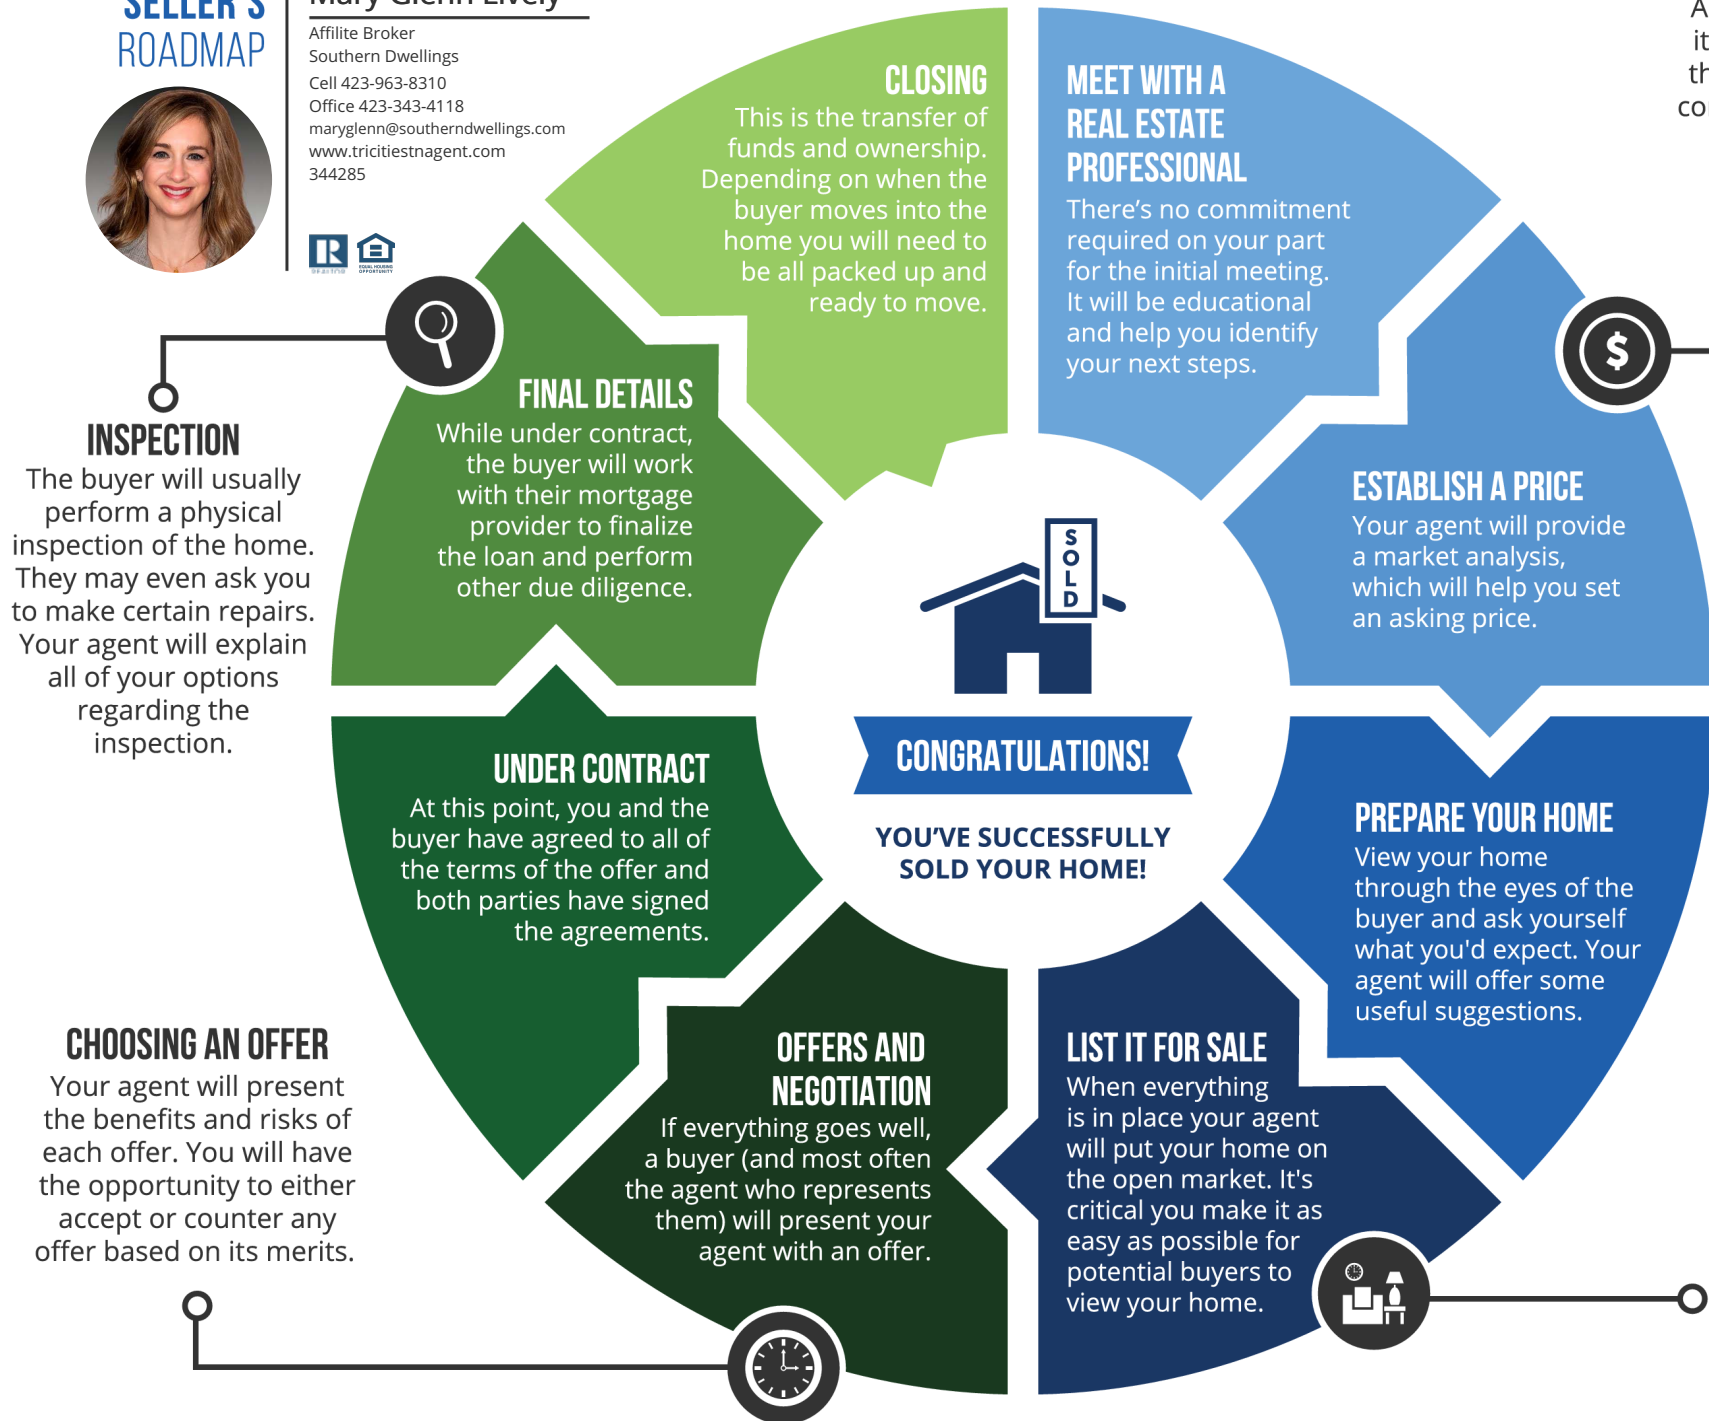 SELLER'S
ROADMAP
Mary Glenn Lively
Affilite Broker
Southern Dwellings
Cell 423-963-8310
Office 423-343-4118
maryglenn@southerndwellings.com
www.tricitiestnagent.com
344285
REALTOR
EQUAL HOUSING
OPPORTUNITY
CLOSING
This is the transfer of
funds and ownership.
Depending on when the
buyer moves into the
home you will need to
be all packed up and
ready to move.
MEET WITH A
REAL ESTATE
PROFESSIONAL
There's no commitment
required on your part
for the initial meeting.
It will be educational
and help you identify
your next steps.
$
FINAL DETAILS
While under contract,
the buyer will work
with their mortgage
provider to finalize
the loan and perform
other due diligence.
INSPECTION
The buyer will usually
perform a physical
inspection of the home.
They may even ask you
to make certain repairs.
Your agent will explain
all of your options
regarding the
inspection.
ESTABLISH A PRICE
Your agent will provide
a market analysis,
which will help you set
an asking price.
SOLD
CONGRATULATIONS!
YOU'VE SUCCESSFULLY
SOLD YOUR HOME!
UNDER CONTRACT
At this point, you and the
buyer have agreed to all of
the terms of the offer and
both parties have signed
the agreements.
PREPARE YOUR HOME
View your home
through the eyes of the
buyer and ask yourself
what you'd expect. Your
agent will offer some
useful suggestions.
CHOOSING AN OFFER
Your agent will present
the benefits and risks of
each offer. You will have
the opportunity to either
accept or counter any
offer based on its merits.
OFFERS AND
NEGOTIATION
If everything goes well,
a buyer (and most often
the agent who represents
them) will present your
agent with an offer.
LIST IT FOR SALE
When everything
is in place your agent
will put your home on
the open market. It's
critical you make it as
easy as possible for
potential buyers to
view your home.